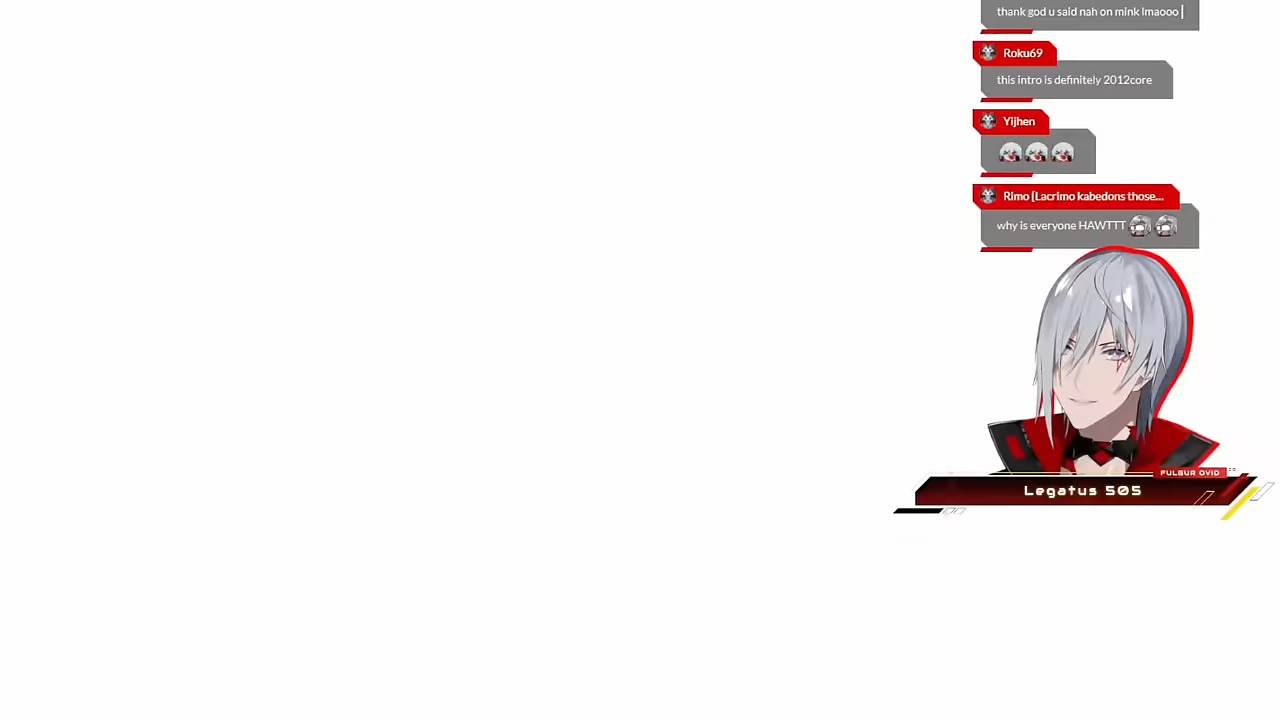 thank god u said nah on mink lmaooo
Roku69
this intro is definitely 2012core
Yijhen
Rimo [Lacrimo kabedons those...
why is everyone HAWTTT
FULGUR OVID
Legatus 505